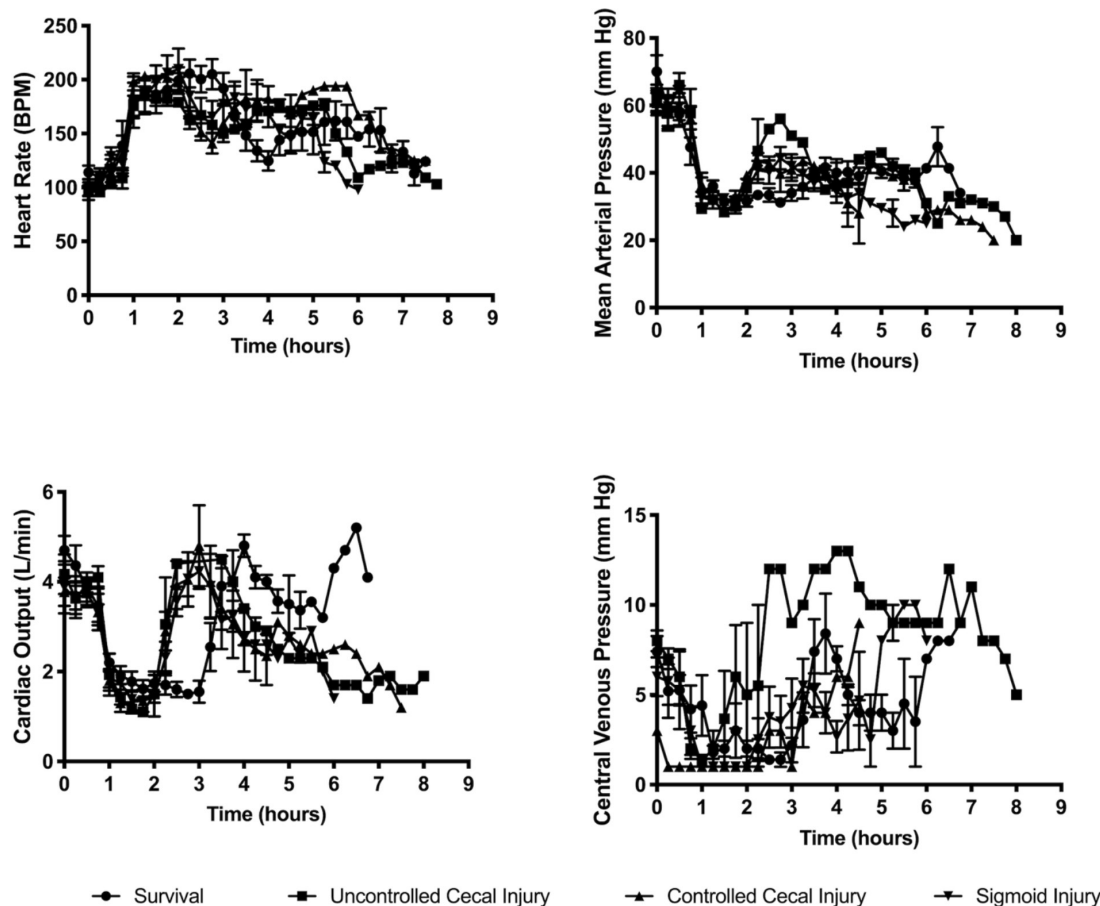 Heart Rate (BPM)
250
200
150
100
50
0
0 1 2 3 4 5 6 7 8 9
Time (hours)
Mean Arterial Pressure (mm Hg)
80
60
40
20
0
0 1 2 3 4 5 6 7 8 9
Time (hours)
Cardiac Output (L/min)
6
4
2
0
0 1 2 3 4 5 6 7 8 9
Time (hours)
Central Venous Pressure (mm Hg)
15
10
5
0
0 1 2 3 4 5 6 7 8 9
Time (hours)
Survival Uncontrolled Cecal Injury Controlled Cecal Injury Sigmoid Injury